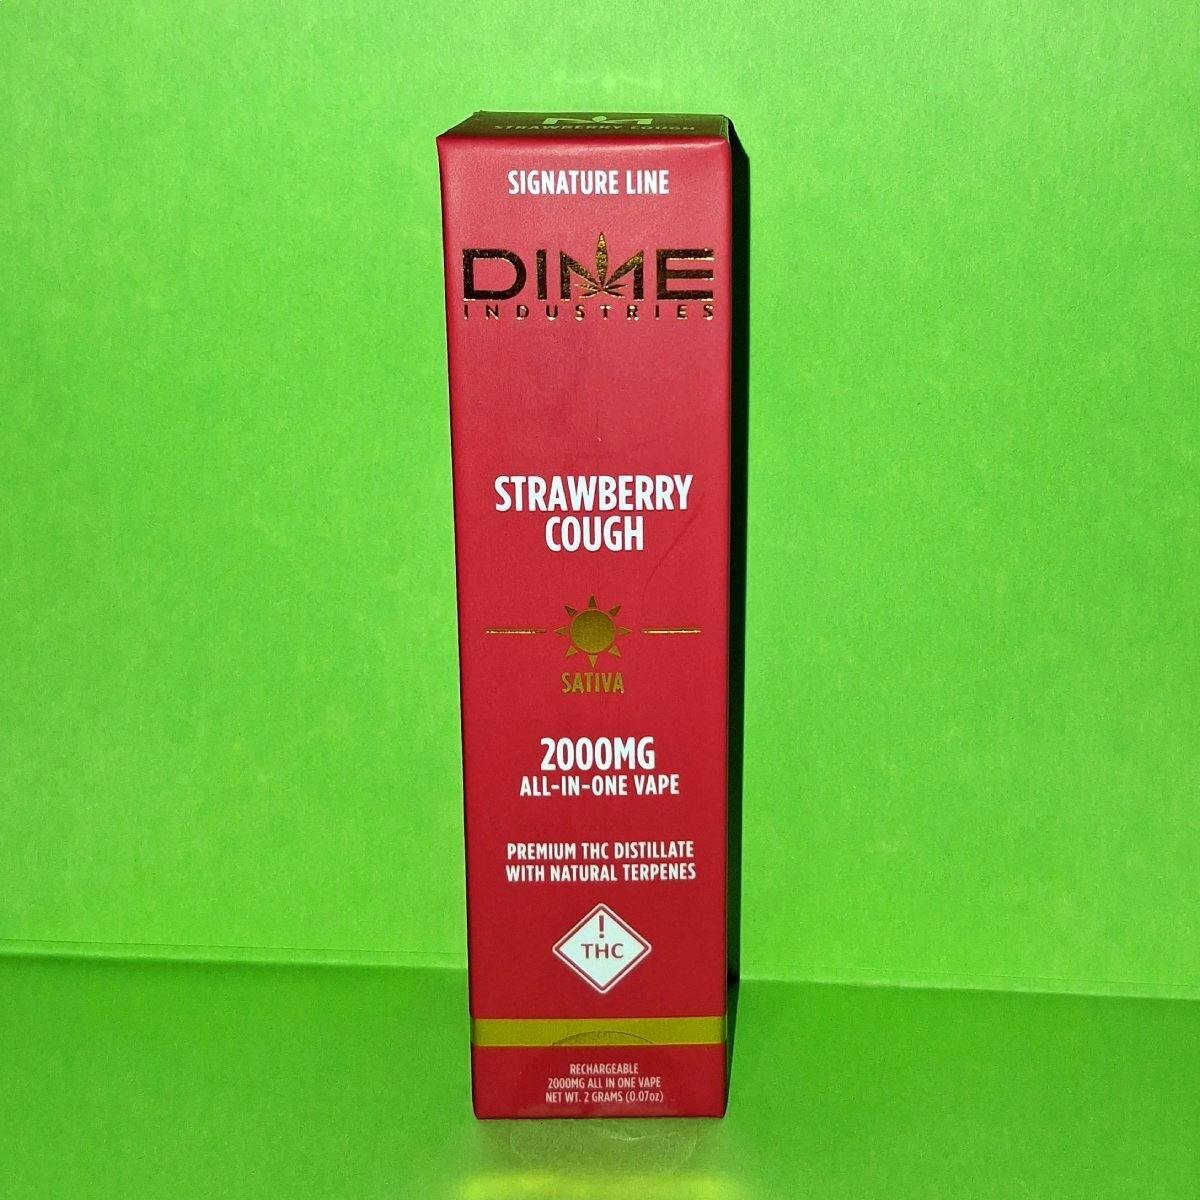 STRAWBERRY COUGH
SIGNATURE LINE
DIME
INDUSTRIES
STRAWBERRY
COUGH
SATIVA
2000MG
ALL-IN-ONE VAPE
PREMIUM THC DISTILLATE
WITH NATURAL TERPENES
!
THC
RECHARGEABLE
2000MG ALL IN ONE VAPE
NET WT. 2 GRAMS (0.07oz)